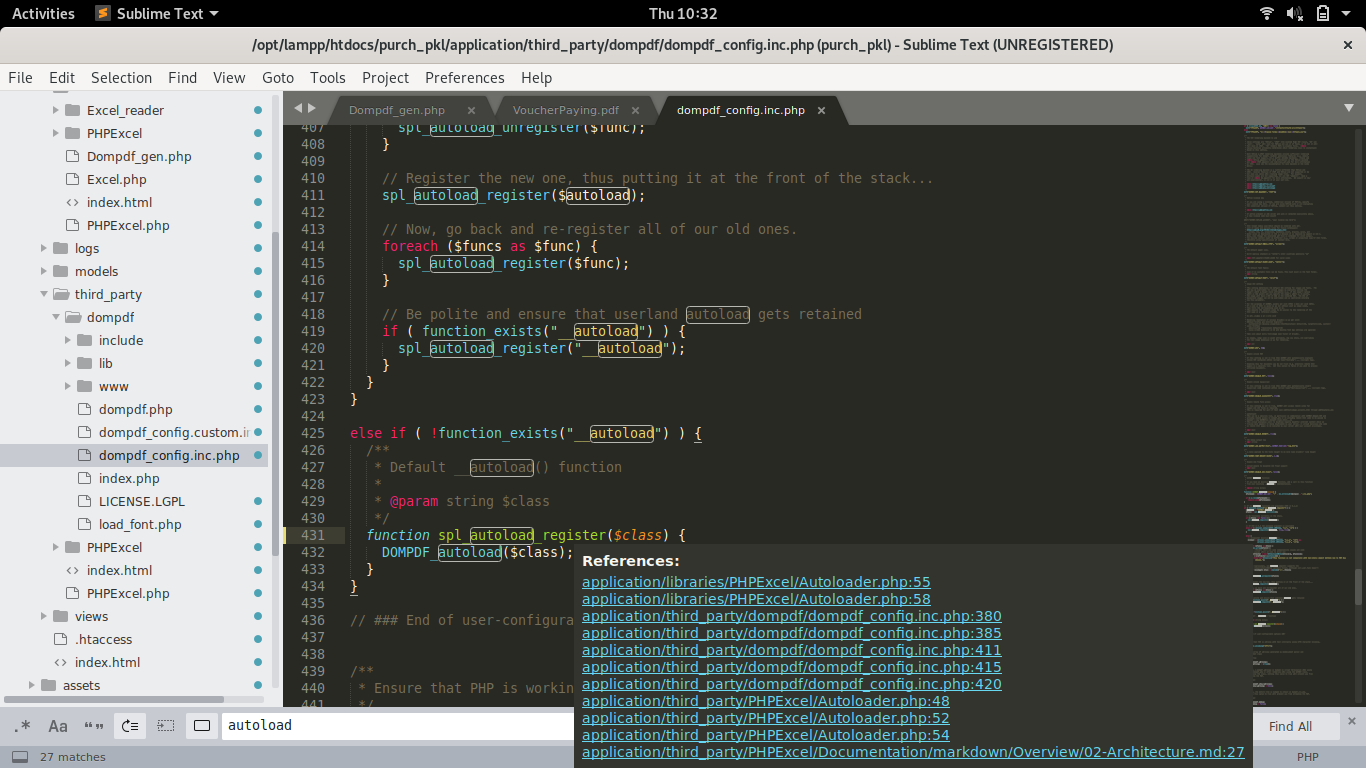 Activities Sublime Text Thu 10:32
/opt/lampp/htdocs/purch_pkl/application/third_party/dompdf/dompdf_config.inc.php (purch_pkl) - Sublime Text (UNREGISTERED) ×
File Edit Selection Find View Goto Tools Project Preferences Help
Excel_reader
PHPExcel
Dompdf_gen.php
Excel.php
index.html
PHPExcel.php
logs
models
third_party
dompdf
include
lib
www
dompdf.php
dompdf_config.custom.in
dompdf_config.inc.php
index.php
LICENSE.LGPL
load_font.php
PHPExcel
index.html
PHPExcel.php
views
.htaccess
index.html
assets
Dompdf_gen.php × VoucherPaying.pdf × dompdf_config.inc.php ×
407 spl_autoload_unregister($func);
408 }
409
410 // Register the new one, thus putting it at the front of the stack...
411 spl_autoload_register($autoload);
412
413 // Now, go back and re-register all of our old ones.
414 foreach ($funcs as $func) {
415 spl_autoload_register($func);
416 }
417
418 // Be polite and ensure that userland autoload gets retained
419 if ( function_exists("__autoload") ) {
420 spl_autoload_register("__autoload");
421 }
422 }
423 }
424
425 else if ( !function_exists("__autoload") ) {
426 /**
427 * Default __autoload() function
428 *
429 * @param string $class
430 */
431 function spl_autoload_register($class) {
432 DOMPDF_autoload($class);
433 }
434 }
435
436 // ### End of user-configura
437
438
439 /**
440 * Ensure that PHP is workin
441 */
References:
application/libraries/PHPExcel/Autoloader.php:55
application/libraries/PHPExcel/Autoloader.php:58
application/third_party/dompdf/dompdf_config.inc.php:380
application/third_party/dompdf/dompdf_config.inc.php:385
application/third_party/dompdf/dompdf_config.inc.php:411
application/third_party/dompdf/dompdf_config.inc.php:415
application/third_party/dompdf/dompdf_config.inc.php:420
application/third_party/PHPExcel/Autoloader.php:48
application/third_party/PHPExcel/Autoloader.php:52
application/third_party/PHPExcel/Autoloader.php:54
application/third_party/PHPExcel/Documentation/markdown/Overview/02-Architecture.md:27
.* Aa “” autoload Find All ×
27 matches PHP